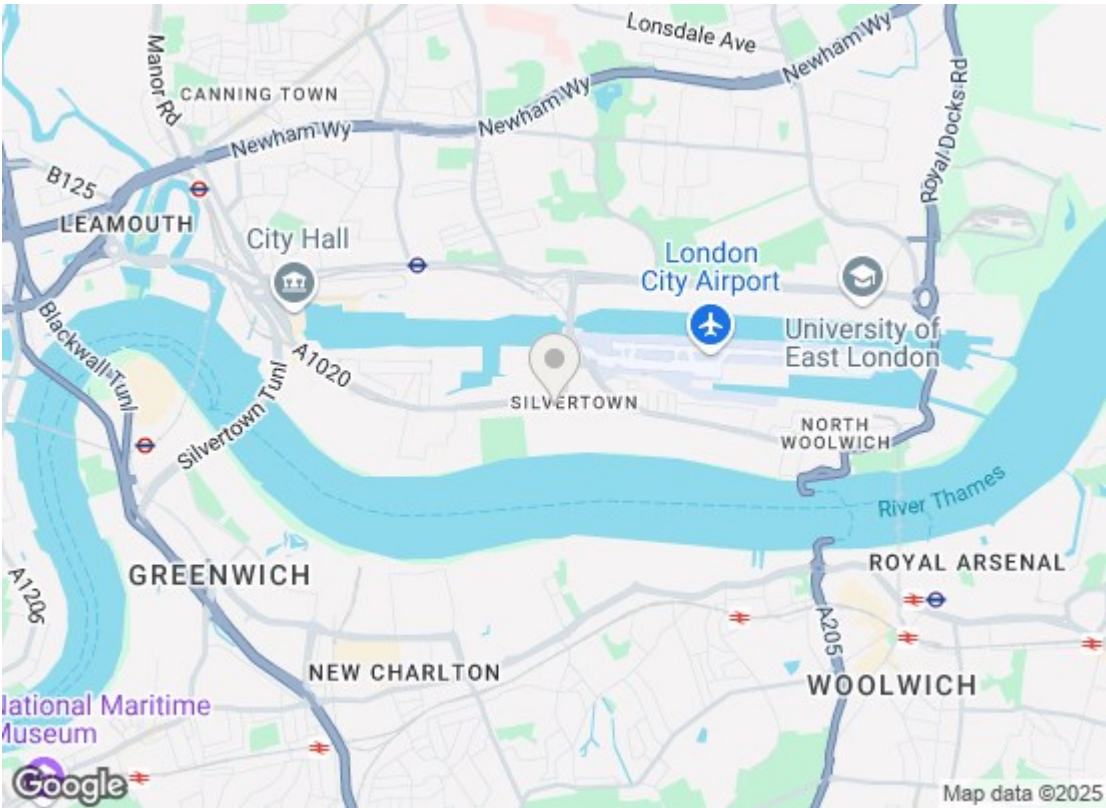 Lonsdale Ave
Manor Rd
Newham Wy
CANNING TOWN
Newham Wy
Newham Wy
Royal Docks Rd
B125
LEAMOUTH
City Hall
London
City Airport
University of
East London
Blackwall Tunl
A1020
Silvertown Tunl
SILVERTOWN
NORTH
WOOLWICH
River Thames
ROYAL ARSENAL
GREENWICH
A1206
A205
NEW CHARLTON
WOOLWICH
ational Maritime
Museum
Google
Map data ©2025